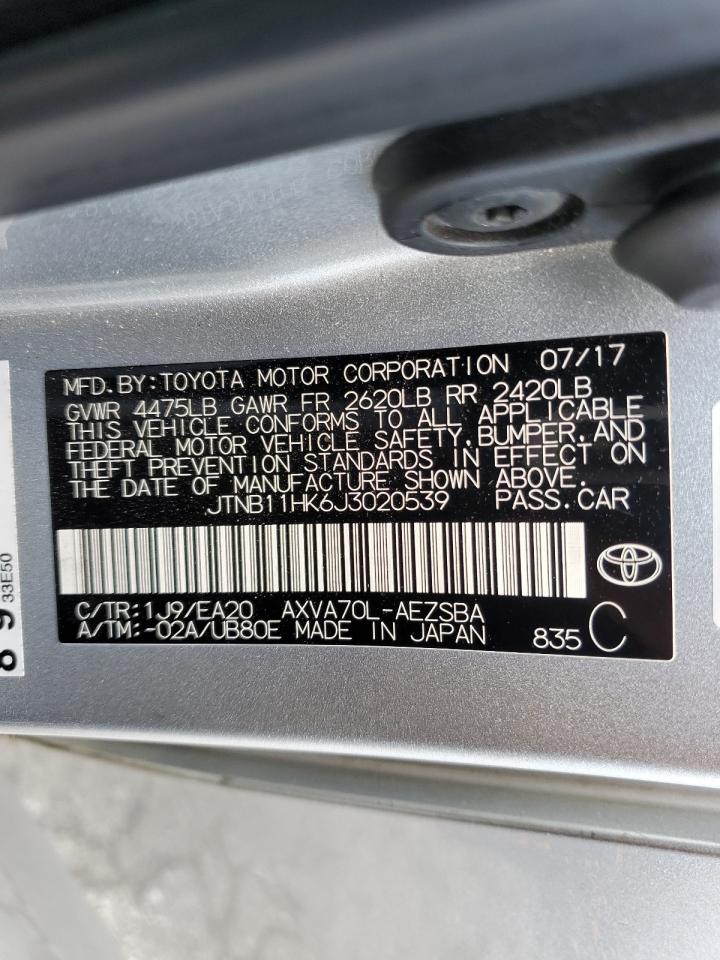 MFD. BY: TOYOTA MOTOR CORPORATION 07/17
GVWR 4475LB GAWR FR 2620LB RR 2420LB
THIS VEHICLE CONFORMS TO ALL APPLICABLE
FEDERAL MOTOR VEHICLE SAFETY, BUMPER, AND
THEFT PREVENTION STANDARDS IN EFFECT ON
THE DATE OF MANUFACTURE SHOWN ABOVE.
JTNB11HK6J3020539 PASS. CAR
C/TR: 1J9/EA20 AXVA70L-AEZSBA
A/TM: -02A/UB80E MADE IN JAPAN 835 C
89
33E50